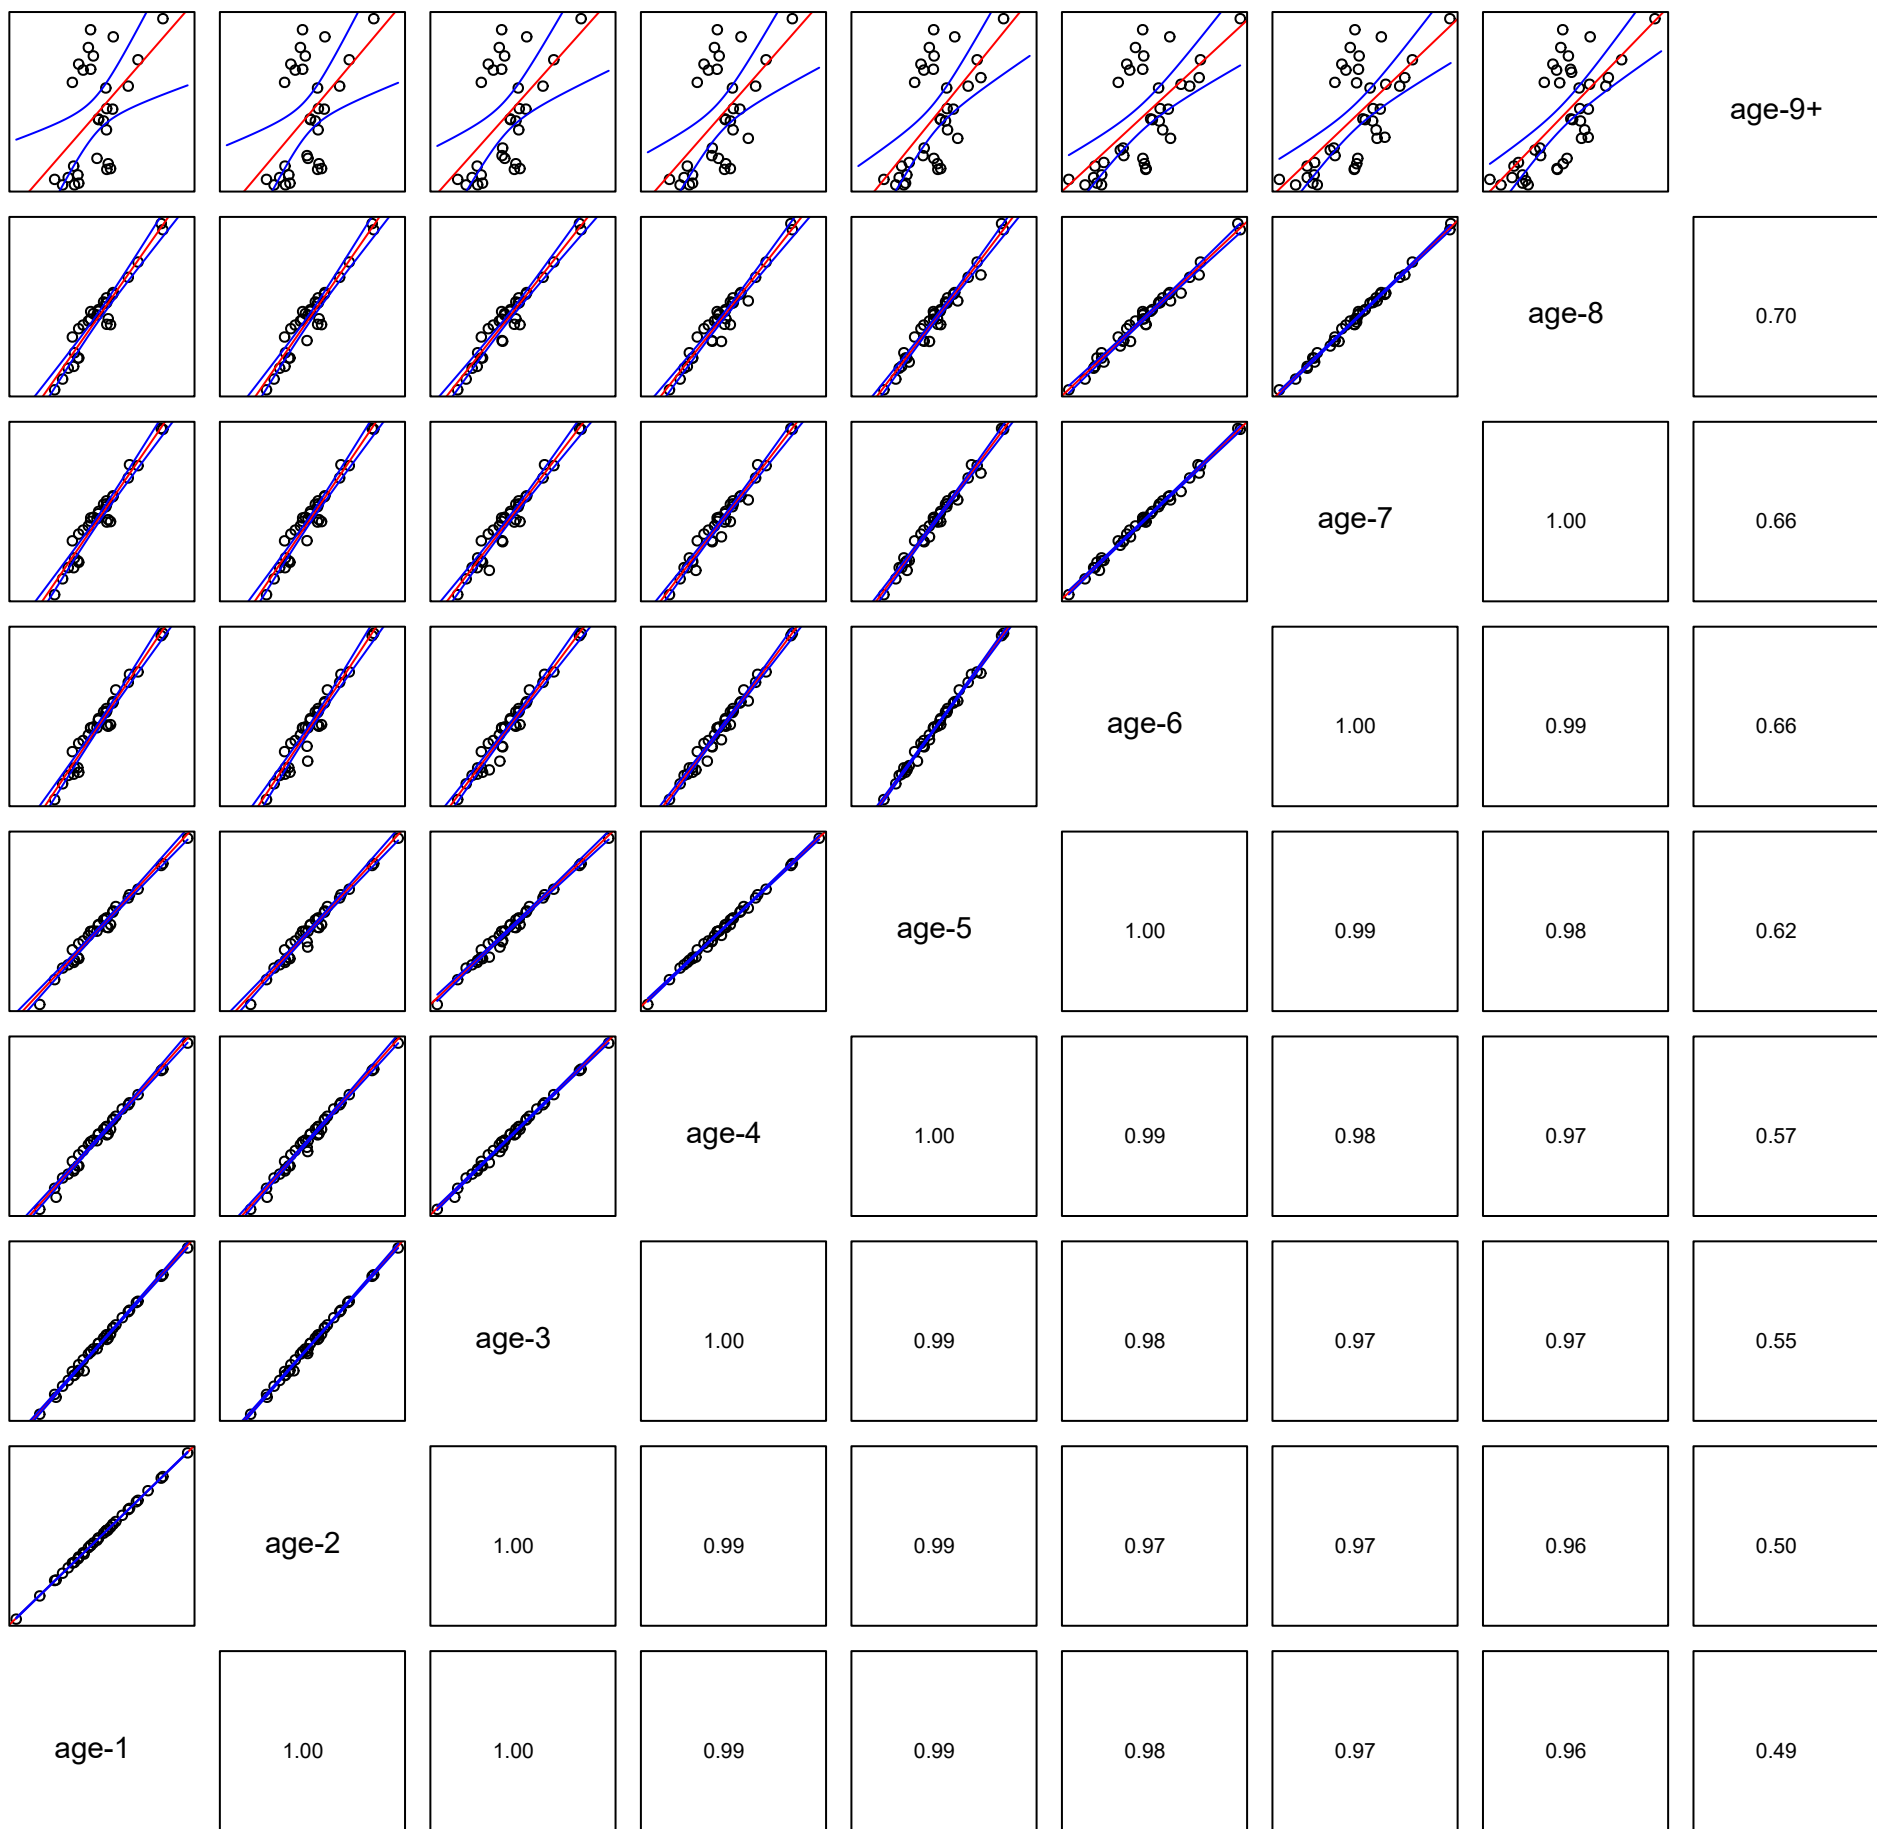 age-9+
age-8 0.70
age-7 1.00 0.66
age-6 1.00 0.99 0.66
age-5 1.00 0.99 0.98 0.62
age-4 1.00 0.99 0.98 0.97 0.57
age-3 1.00 0.99 0.98 0.97 0.97 0.55
age-2 1.00 0.99 0.99 0.97 0.97 0.96 0.50
age-1 1.00 1.00 0.99 0.99 0.98 0.97 0.96 0.49